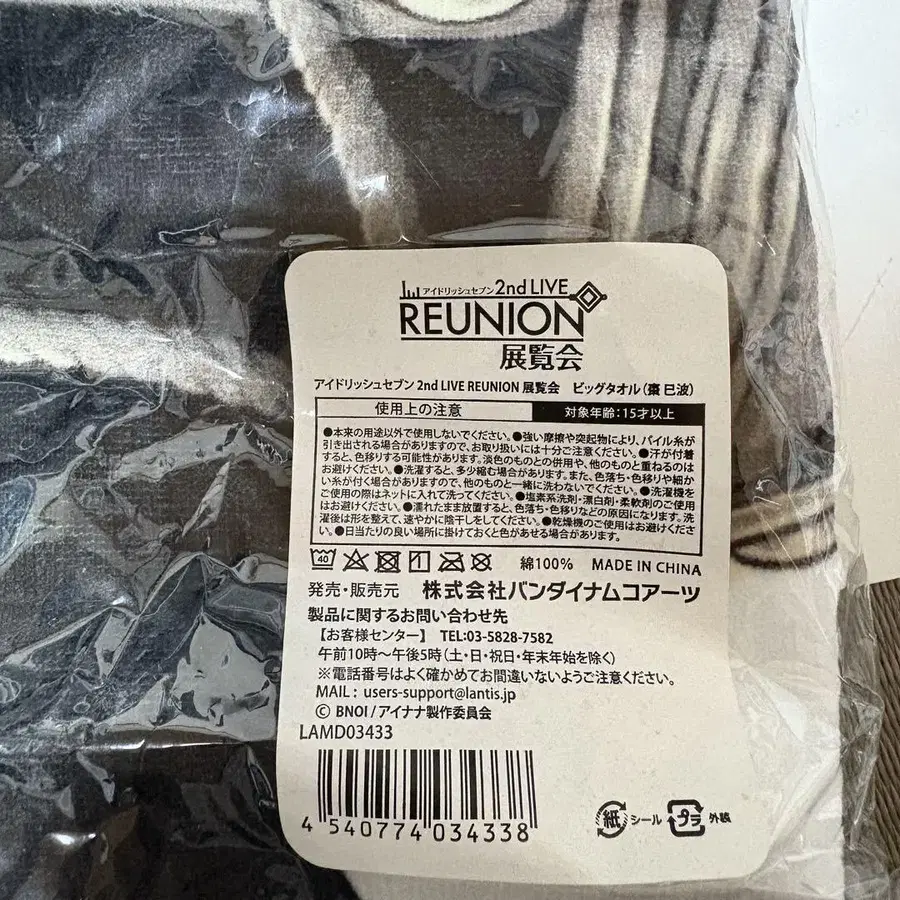 アイドリッシュセブン 2nd LIVE
REUNION
展覧会
アイドリッシュセブン 2nd LIVE REUNION 展覧会　ビッグタオル（棗 巳波）
使用上の注意　対象年齢：15才以上
●本来の用途以外で使用しないでください。●強い摩擦や突起物により、パイル糸が
引き出される場合がありますので、お取り扱いには十分ご注意ください。●汗が付着
すると、色移りする可能性があります。淡色のものとの併用や、他のものと重ねるのは
お避けください。●洗濯すると、多少縮む場合があります。また、色落ち・色移りや細か
い糸が付く場合がありますので、他のものと一緒に洗わないでください。●洗濯機を
ご使用の際はネットに入れて洗ってください。●塩素系洗剤・漂白剤・柔軟剤のご使用
はお避けください。●濡れたまま放置すると、色落ち・色移りなどの原因になります。洗
濯後は形を整えて、速やかに陰干しをしてください。●乾燥機のご使用はお避けくださ
い。●日当たりの良い場所に掛けておくと色があせる場合があります。
40　綿100%　MADE IN CHINA
発売・販売元　株式会社バンダイナムコアーツ
製品に関するお問い合わせ先
【お客様センター】 TEL:03-5828-7582
午前10時〜午後5時（土・日・祝日・年末年始を除く）
※電話番号はよく確かめてお間違いないようご注意ください。
MAIL : users-support@lantis.jp
© BNOI / アイナナ製作委員会
LAMD03433
4 540774 034338
紙 シール プラ 外装